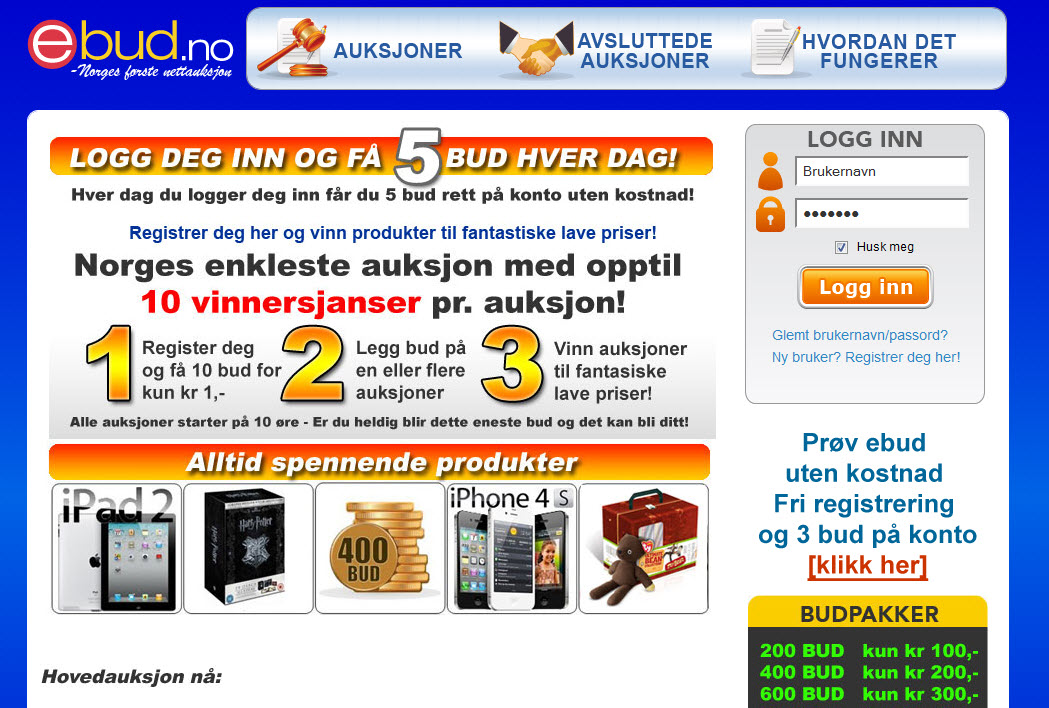 ebud.no
-Norges første nettauksjon
AUKSJONER
AVSLUTTEDE
AUKSJONER
HVORDAN DET
FUNGERER
LOGG DEG INN OG FÅ 5 BUD HVER DAG!
Hver dag du logger deg inn får du 5 bud rett på konto uten kostnad!
Registrer deg her og vinn produkter til fantastiske lave priser!
Norges enkleste auksjon med opptil
10 vinnersjanser pr. auksjon!
1
Register deg
og få 10 bud for
kun kr 1,-
2
Legg bud på
en eller flere
auksjoner
3
Vinn auksjoner
til fantasiske
lave priser!
Alle auksjoner starter på 10 øre - Er du heldig blir dette eneste bud og det kan bli ditt!
Alltid spennende produkter
iPad 2
Harry Potter
400
BUD
iPhone 4 S
BEAN
Hovedauksjon nå:
LOGG INN
Brukernavn
•••••••
Husk meg
Logg inn
Glemt brukernavn/passord?
Ny bruker? Registrer deg her!
Prøv ebud
uten kostnad
Fri registrering
og 3 bud på konto
[klikk her]
BUDPAKKER
200 BUD kun kr 100,-
400 BUD kun kr 200,-
600 BUD kun kr 300,-